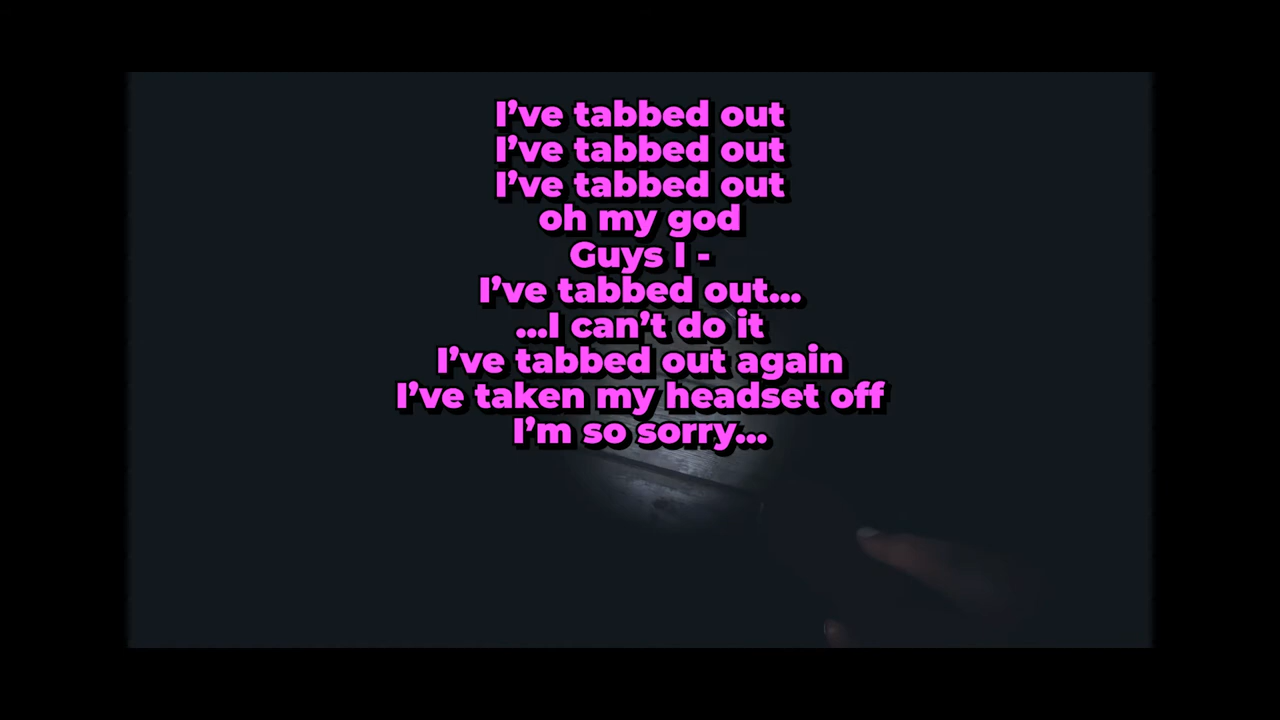 I’ve tabbed out
I’ve tabbed out
I’ve tabbed out
oh my god
Guys I -
I’ve tabbed out...
...I can’t do it
I’ve tabbed out again
I’ve taken my headset off
I’m so sorry...